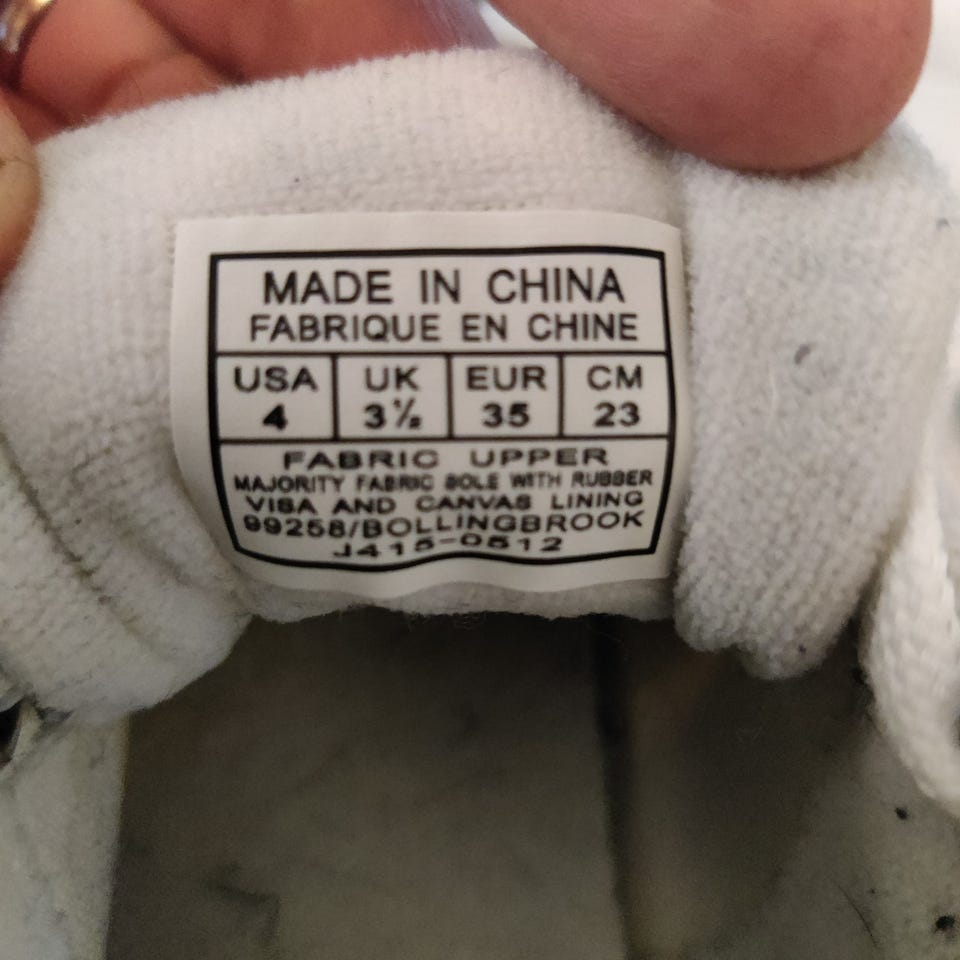 MADE IN CHINA
FABRIQUE EN CHINE
USA UK EUR CM
4 3½ 35 23
FABRIC UPPER
MAJORITY FABRIC SOLE WITH RUBBER
VISA AND CANVAS LINING
99258/BOLLINGBROOK
J415-0512